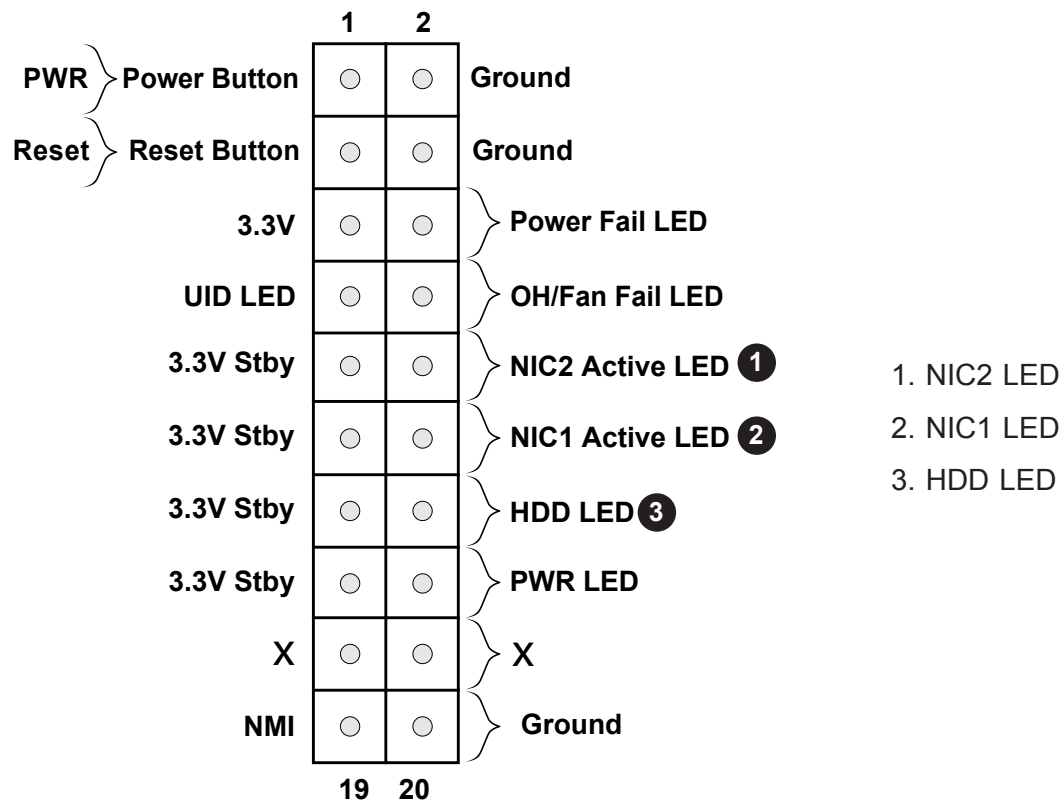 1 2
PWR Power Button Ground
Reset Reset Button Ground
3.3V Power Fail LED
UID LED OH/Fan Fail LED
3.3V Stby NIC2 Active LED 1
3.3V Stby NIC1 Active LED 2
3.3V Stby HDD LED 3
3.3V Stby PWR LED
X X
NMI Ground
19 20
1. NIC2 LED
2. NIC1 LED
3. HDD LED